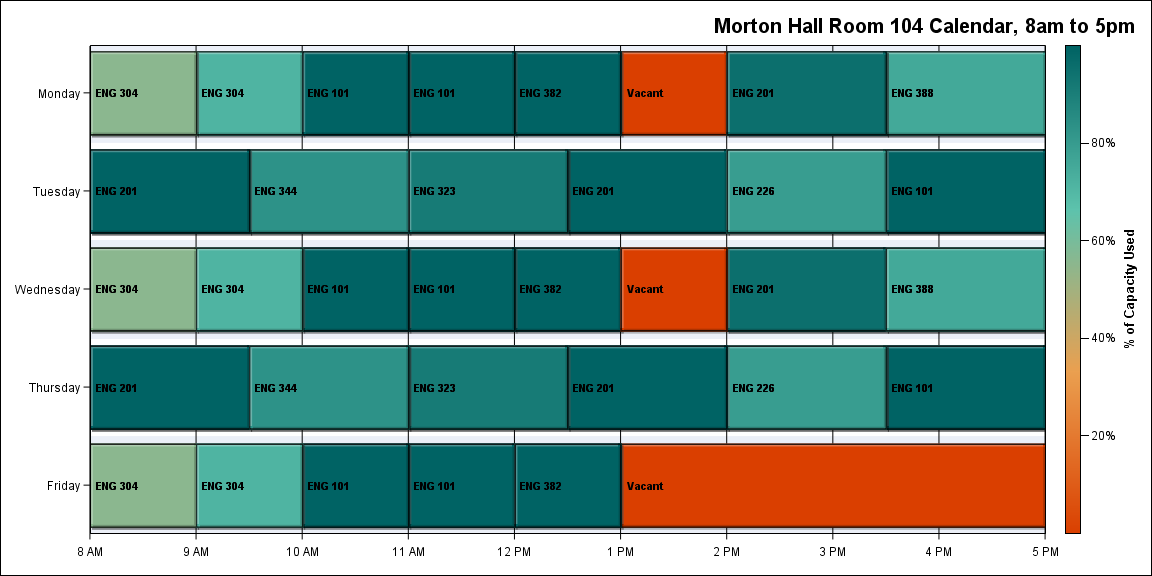 Morton Hall Room 104 Calendar, 8am to 5pm
Monday
ENG 304
ENG 304
ENG 101
ENG 101
ENG 382
Vacant
ENG 201
ENG 388
Tuesday
ENG 201
ENG 344
ENG 323
ENG 201
ENG 226
ENG 101
Wednesday
ENG 304
ENG 304
ENG 101
ENG 101
ENG 382
Vacant
ENG 201
ENG 388
Thursday
ENG 201
ENG 344
ENG 323
ENG 201
ENG 226
ENG 101
Friday
ENG 304
ENG 304
ENG 101
ENG 101
ENG 382
Vacant
8 AM
9 AM
10 AM
11 AM
12 PM
1 PM
2 PM
3 PM
4 PM
5 PM
80%
60%
40%
20%
% of Capacity Used